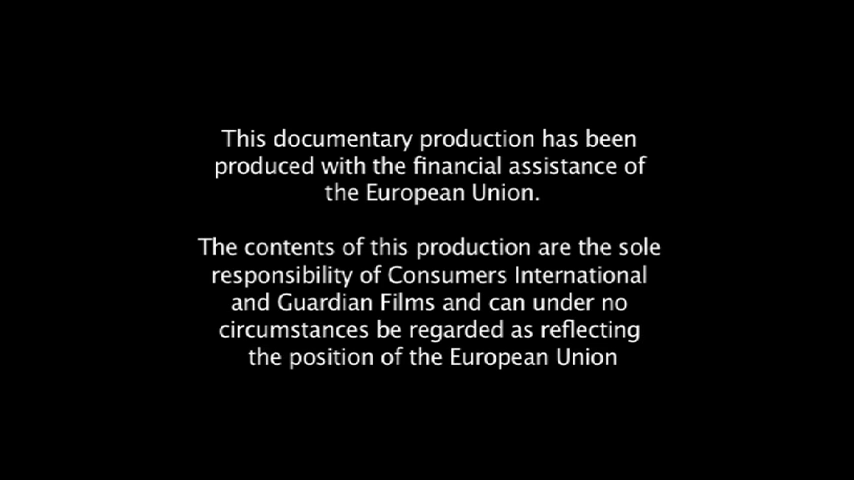 This documentary production has been
produced with the financial assistance of
the European Union.
The contents of this production are the sole
responsibility of Consumers International
and Guardian Films and can under no
circumstances be regarded as reflecting
the position of the European Union